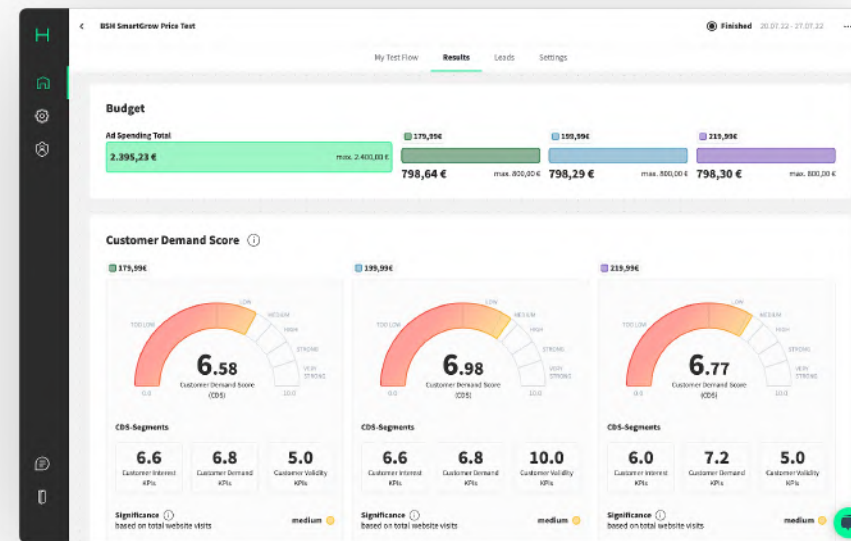 BSH SmartGrow Price Test
Finished 20.07.22 - 27.07.22
My Test Flow Results Leads Settings
Budget
Ad Spending Total 179,99€ 199,99€ 219,99€
2.395,23 € max. 2.400,00 €
798,64 € max. 800,00 € 798,29 € max. 800,00 € 798,30 € max. 800,00 €
Customer Demand Score
179,99€ 199,99€ 219,99€
TOO LOW LOW MEDIUM HIGH STRONG VERY STRONG
6.58
Customer Demand Score
(CDS)
0.0 10.0
TOO LOW LOW MEDIUM HIGH STRONG VERY STRONG
6.98
Customer Demand Score
(CDS)
0.0 10.0
TOO LOW LOW MEDIUM HIGH STRONG VERY STRONG
6.77
Customer Demand Score
(CDS)
0.0 10.0
CDS-Segments CDS-Segments CDS-Segments
6.6 6.8 5.0 6.6 6.8 10.0 6.0 7.2 5.0
Customer Interest KPIs Customer Demand KPIs Customer Validity KPIs
Customer Interest KPIs Customer Demand KPIs Customer Validity KPIs
Customer Interest KPIs Customer Demand KPIs Customer Validity KPIs
Significance
based on total website visits
medium
Significance
based on total website visits
medium
Significance
based on total website visits
medium